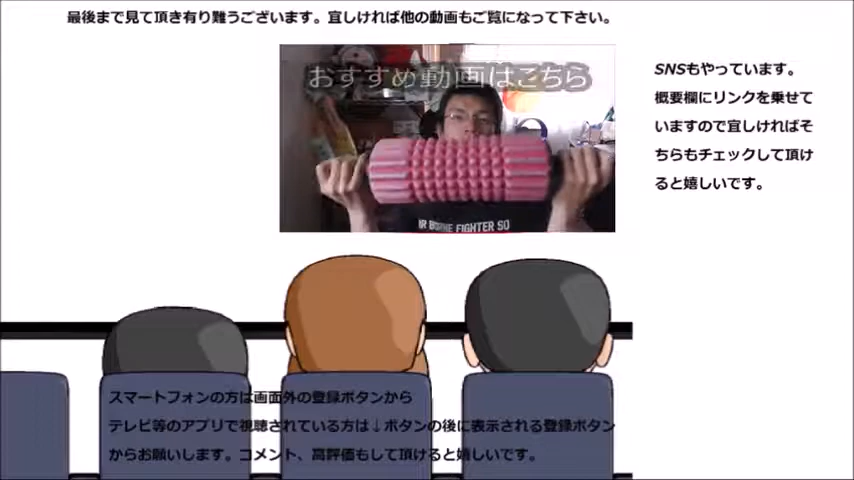 最後まで見て頂き有り難うございます。宜しければ他の動画もご覧になって下さい。
おすすめ動画はこちら
SNSもやっています。
概要欄にリンクを乗せて
いますので宜しければそ
ちらもチェックして頂け
ると嬉しいです。
FIGHTER SO
スマートフォンの方は画面外の登録ボタンから
テレビ等のアプリで視聴されている方は↓ボタンの後に表示される登録ボタン
からお願いします。コメント、高評価もして頂けると嬉しいです。